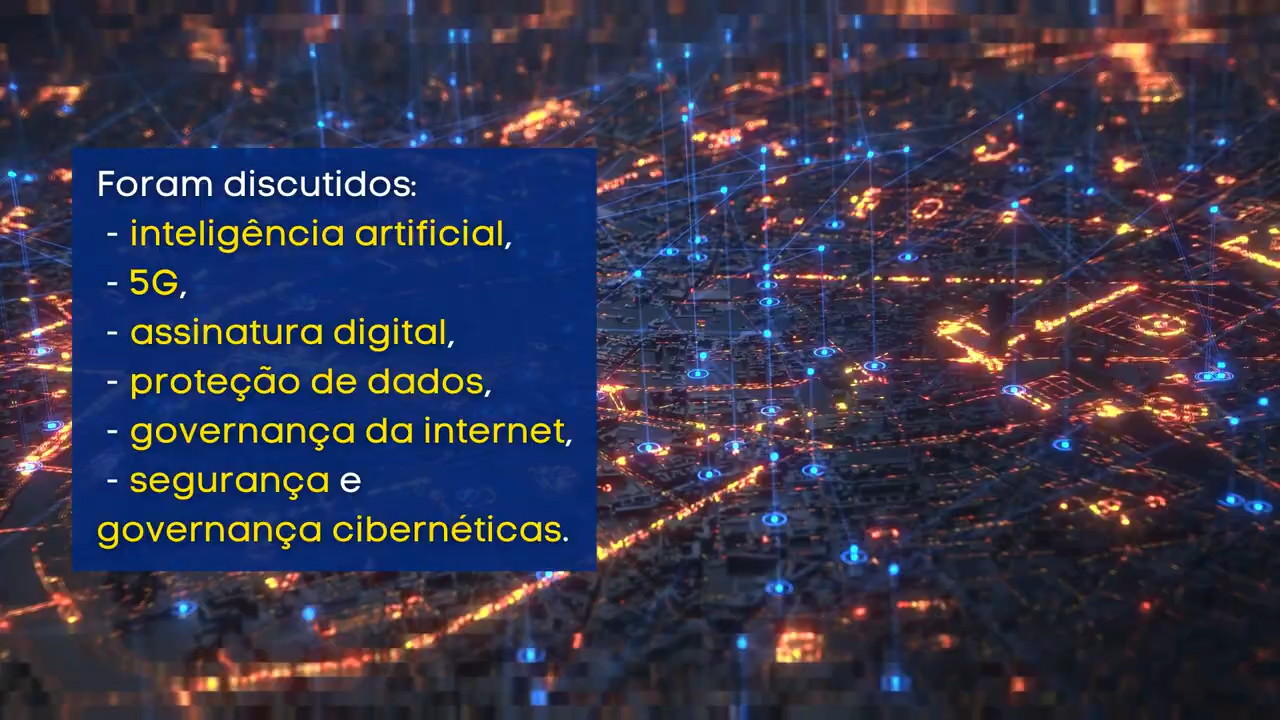 Foram discutidos:
- inteligência artificial,
- 5G,
- assinatura digital,
- proteção de dados,
- governança da internet,
- segurança e
governança cibernéticas.